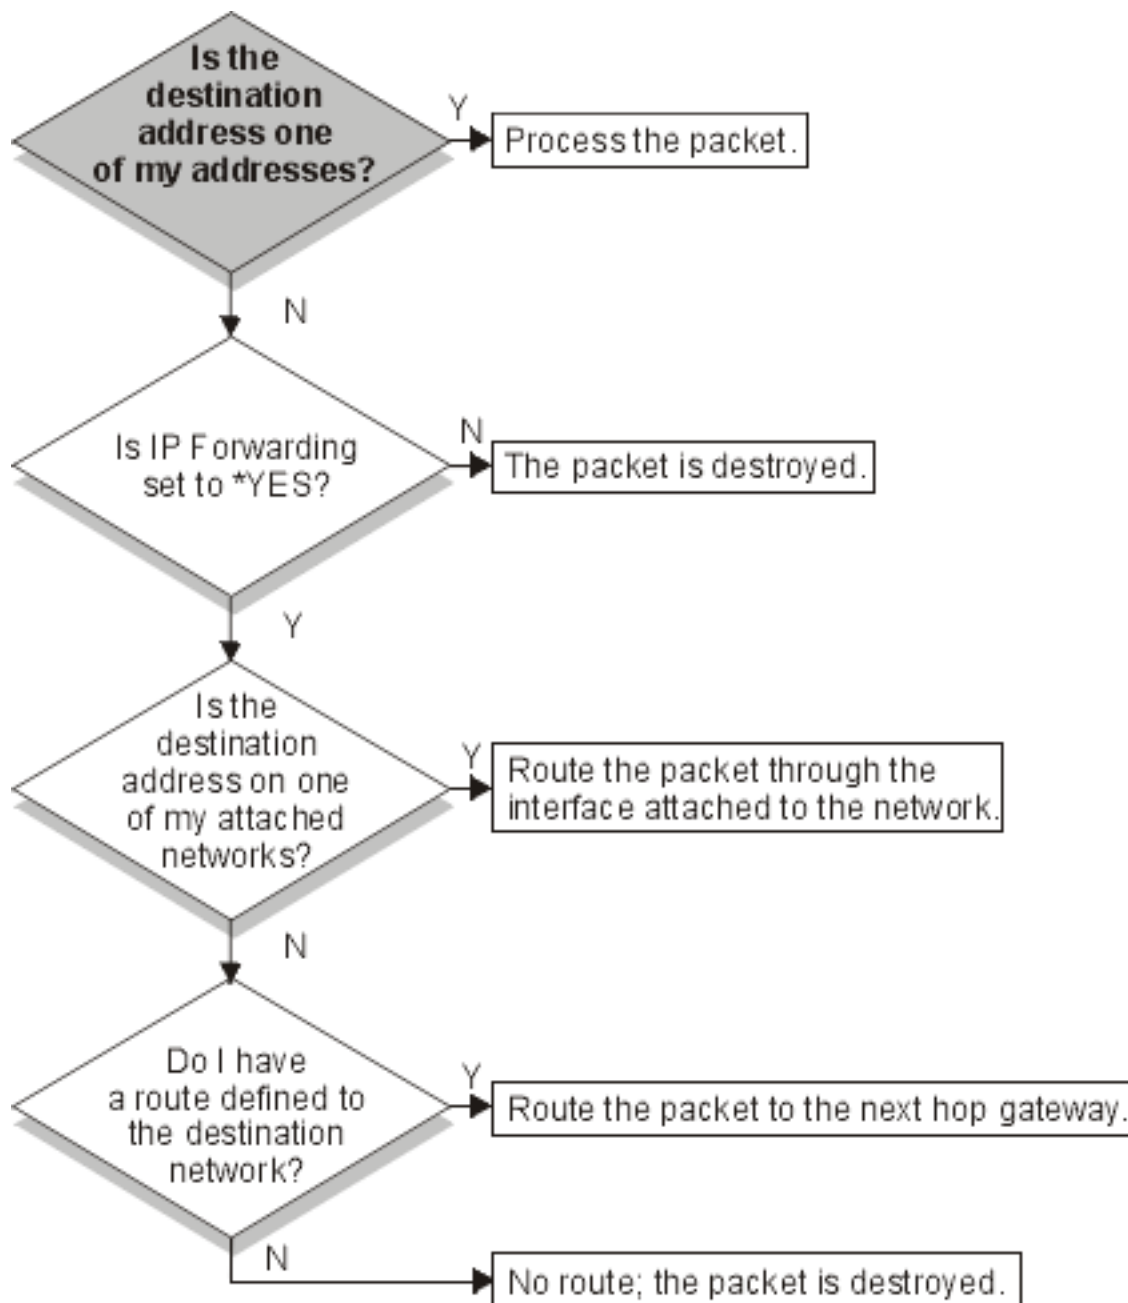 Is the
destination
address one
of my addresses?
Y
Process the packet.
N
Is IP Forwarding
set to *YES?
N
The packet is destroyed.
Y
Is the
destination
address on one
of my attached
networks?
Y
Route the packet through the
interface attached to the network.
N
Do I have
a route defined to
the destination
network?
Y
Route the packet to the next hop gateway.
N
No route; the packet is destroyed.